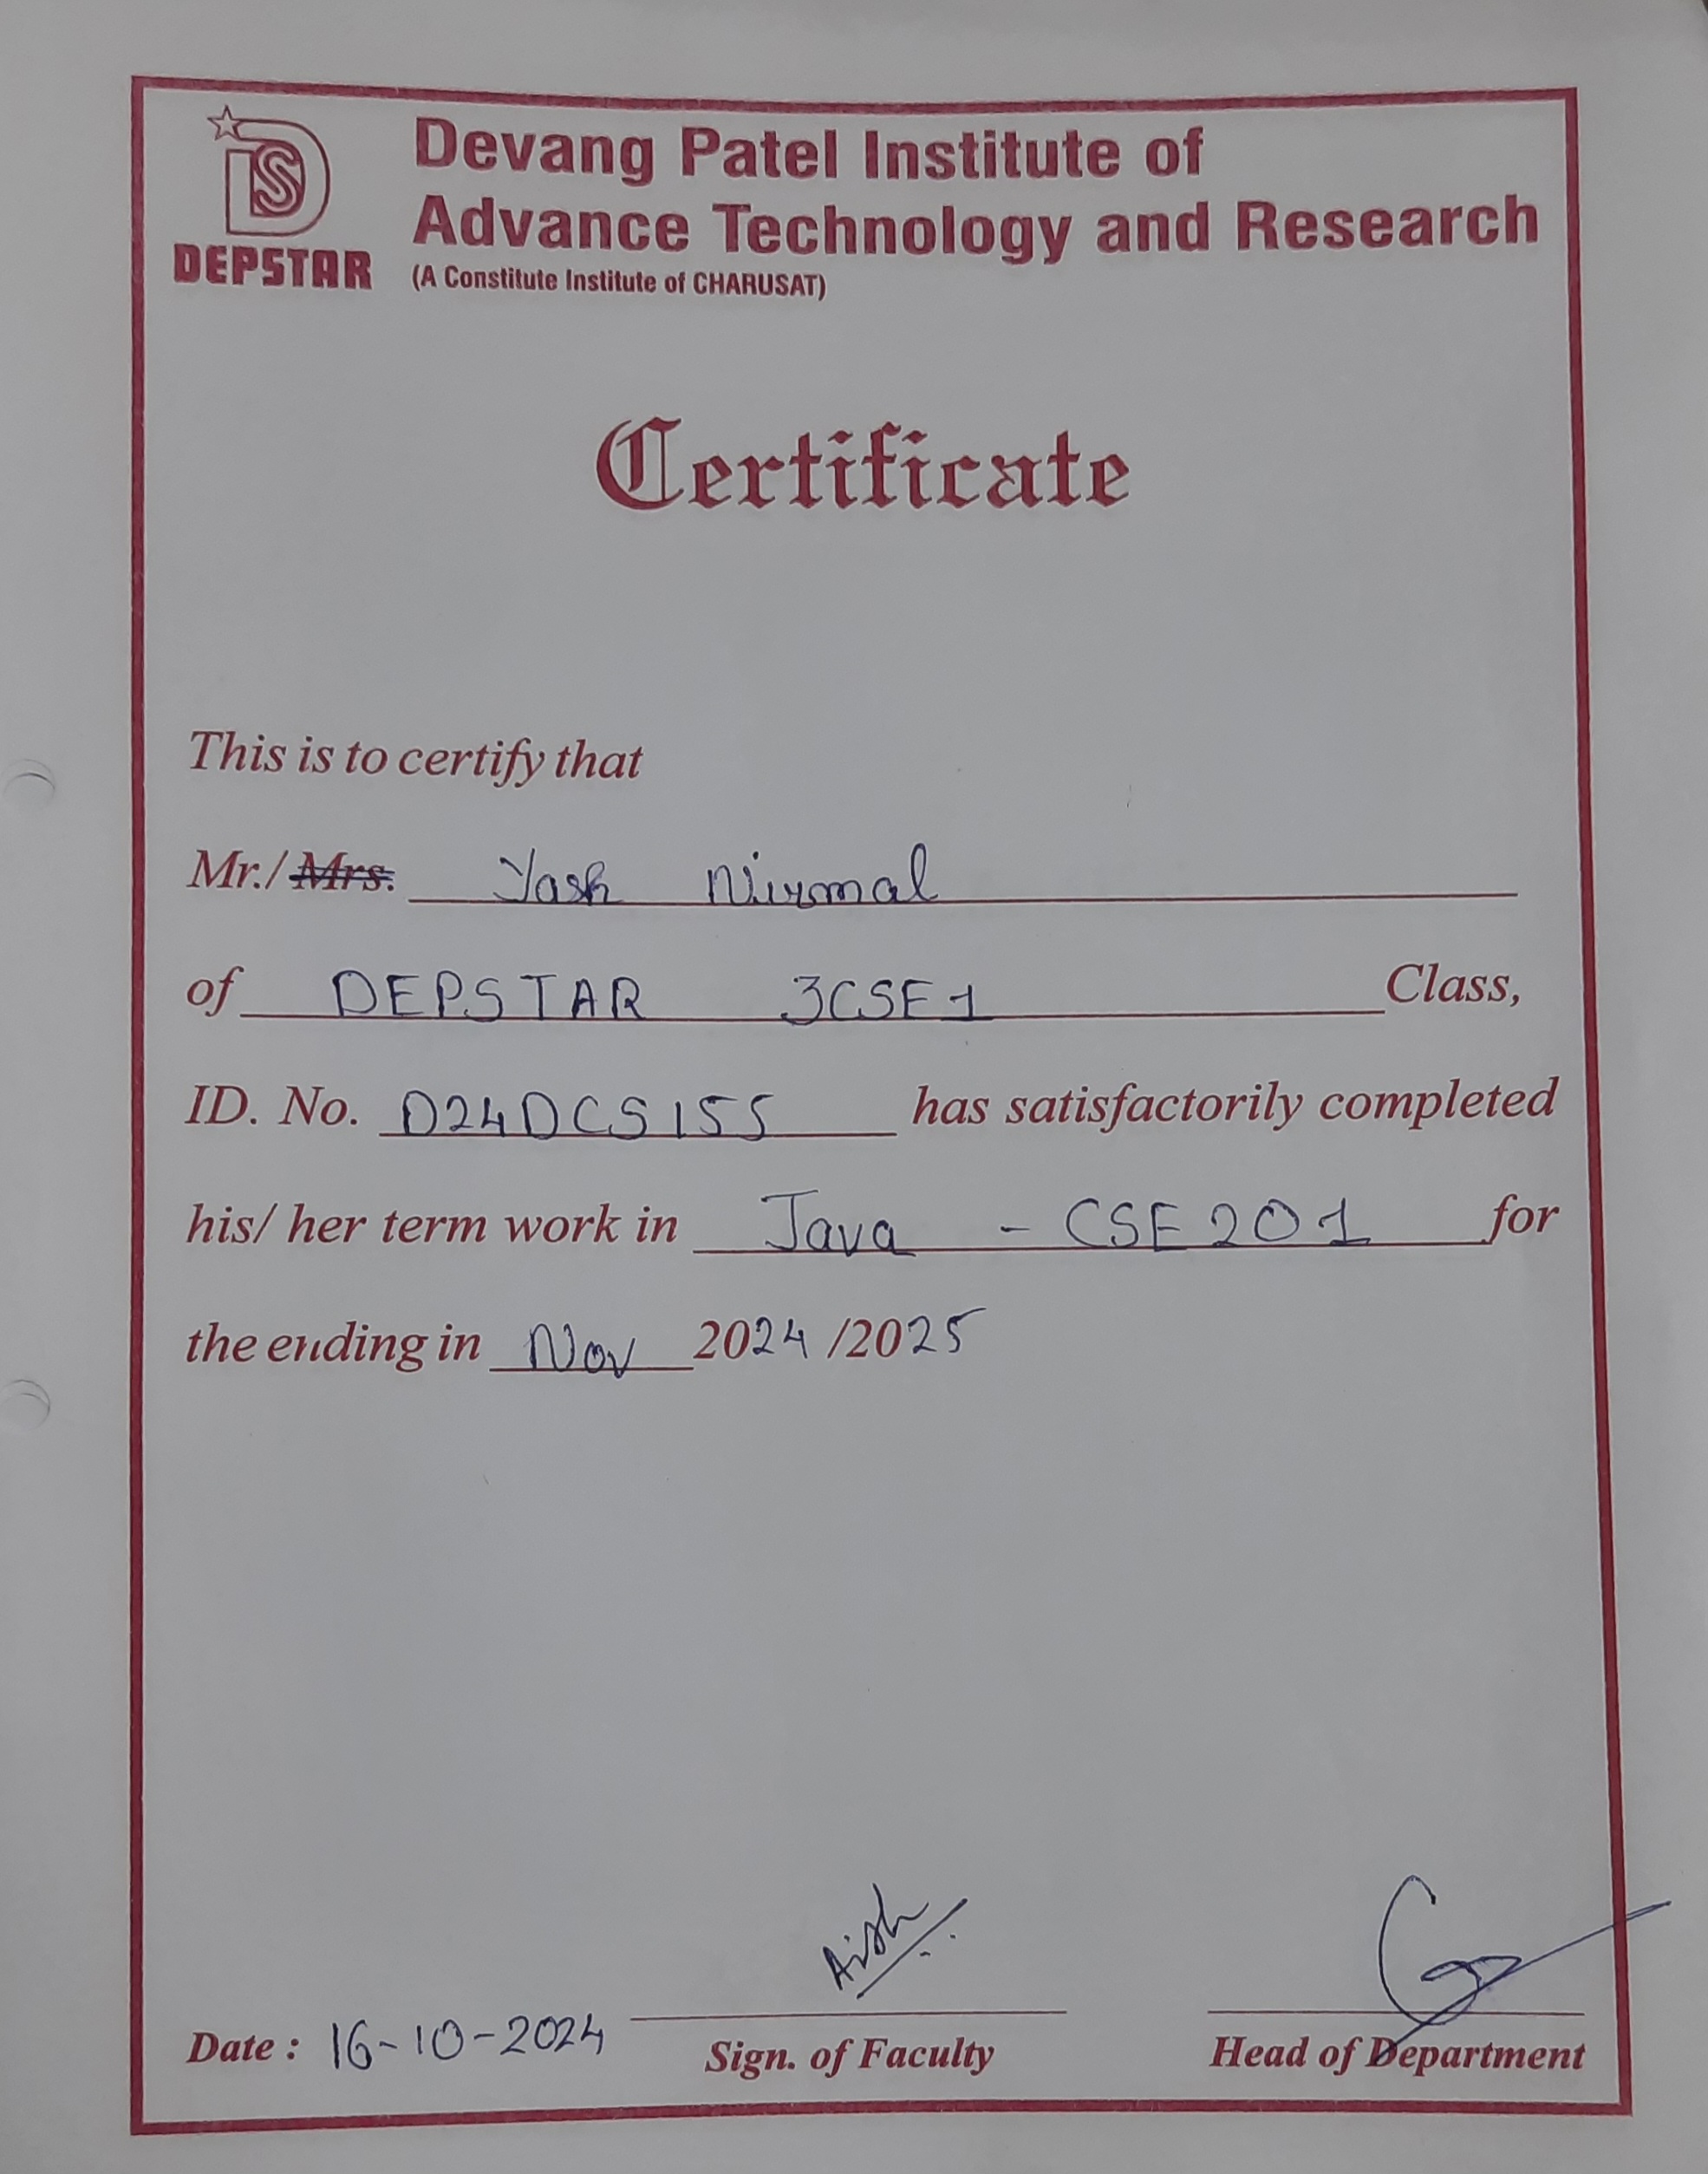 DEPSTAR
Devang Patel Institute of
Advance Technology and Research
(A Constitute Institute of CHARUSAT)
Certificate
This is to certify that
Mr./ Mrs. Yash Nirmal
of DEPSTAR 3CSE1 Class,
ID. No. D24DCS155 has satisfactorily completed
his/ her term work in Java - CSE201 for
the ending in Nov 2024 /2025
Date : 16-10-2024
Sign. of Faculty
Head of Department